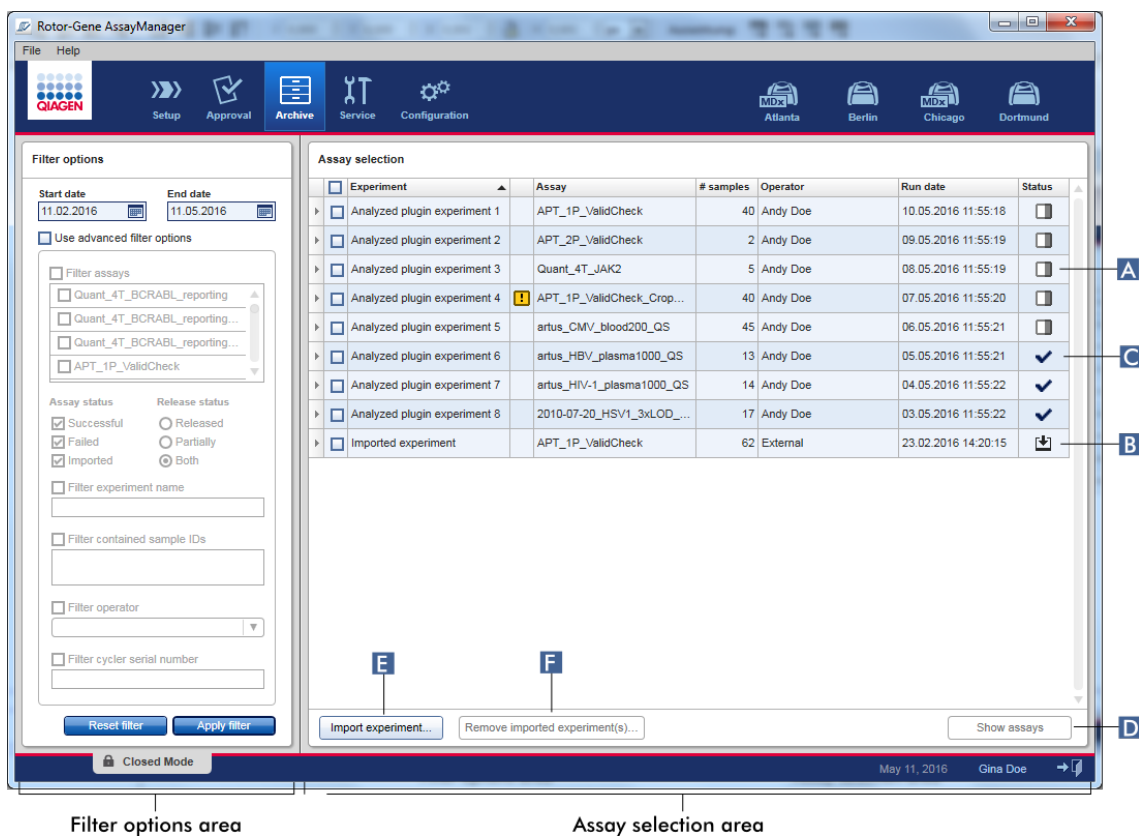 Rotor-Gene AssayManager
File Help
QIAGEN
Setup Approval Archive Service Configuration
MDx Atlanta Berlin MDx Chicago Dortmund
Filter options
Start date End date
11.02.2016 11.05.2016
Use advanced filter options
Filter assays
Quant_4T_BCRABL_reporting
Quant_4T_BCRABL_reporting...
Quant_4T_BCRABL_reporting...
APT_1P_ValidCheck
Assay status Release status
Successful Released
Failed Partially
Imported Both
Filter experiment name
Filter contained sample IDs
Filter operator
Filter cycler serial number
Reset filter Apply filter
Assay selection
Experiment Assay # samples Operator Run date Status
Analyzed plugin experiment 1 APT_1P_ValidCheck 40 Andy Doe 10.05.2016 11:55:18
Analyzed plugin experiment 2 APT_2P_ValidCheck 2 Andy Doe 09.05.2016 11:55:19
Analyzed plugin experiment 3 Quant_4T_JAK2 5 Andy Doe 08.05.2016 11:55:19 A
Analyzed plugin experiment 4 ! APT_1P_ValidCheck_Crop... 40 Andy Doe 07.05.2016 11:55:20
Analyzed plugin experiment 5 artus_CMV_blood200_QS 45 Andy Doe 06.05.2016 11:55:21
Analyzed plugin experiment 6 artus_HBV_plasma1000_QS 13 Andy Doe 05.05.2016 11:55:21 C
Analyzed plugin experiment 7 artus_HIV-1_plasma1000_QS 14 Andy Doe 04.05.2016 11:55:22
Analyzed plugin experiment 8 2010-07-20_HSV1_3xLOD_... 17 Andy Doe 03.05.2016 11:55:22
Imported experiment APT_1P_ValidCheck 62 External 23.02.2016 14:20:15 B
E F
Import experiment... Remove imported experiment(s)... Show assays D
Closed Mode May 11, 2016 Gina Doe
Filter options area Assay selection area